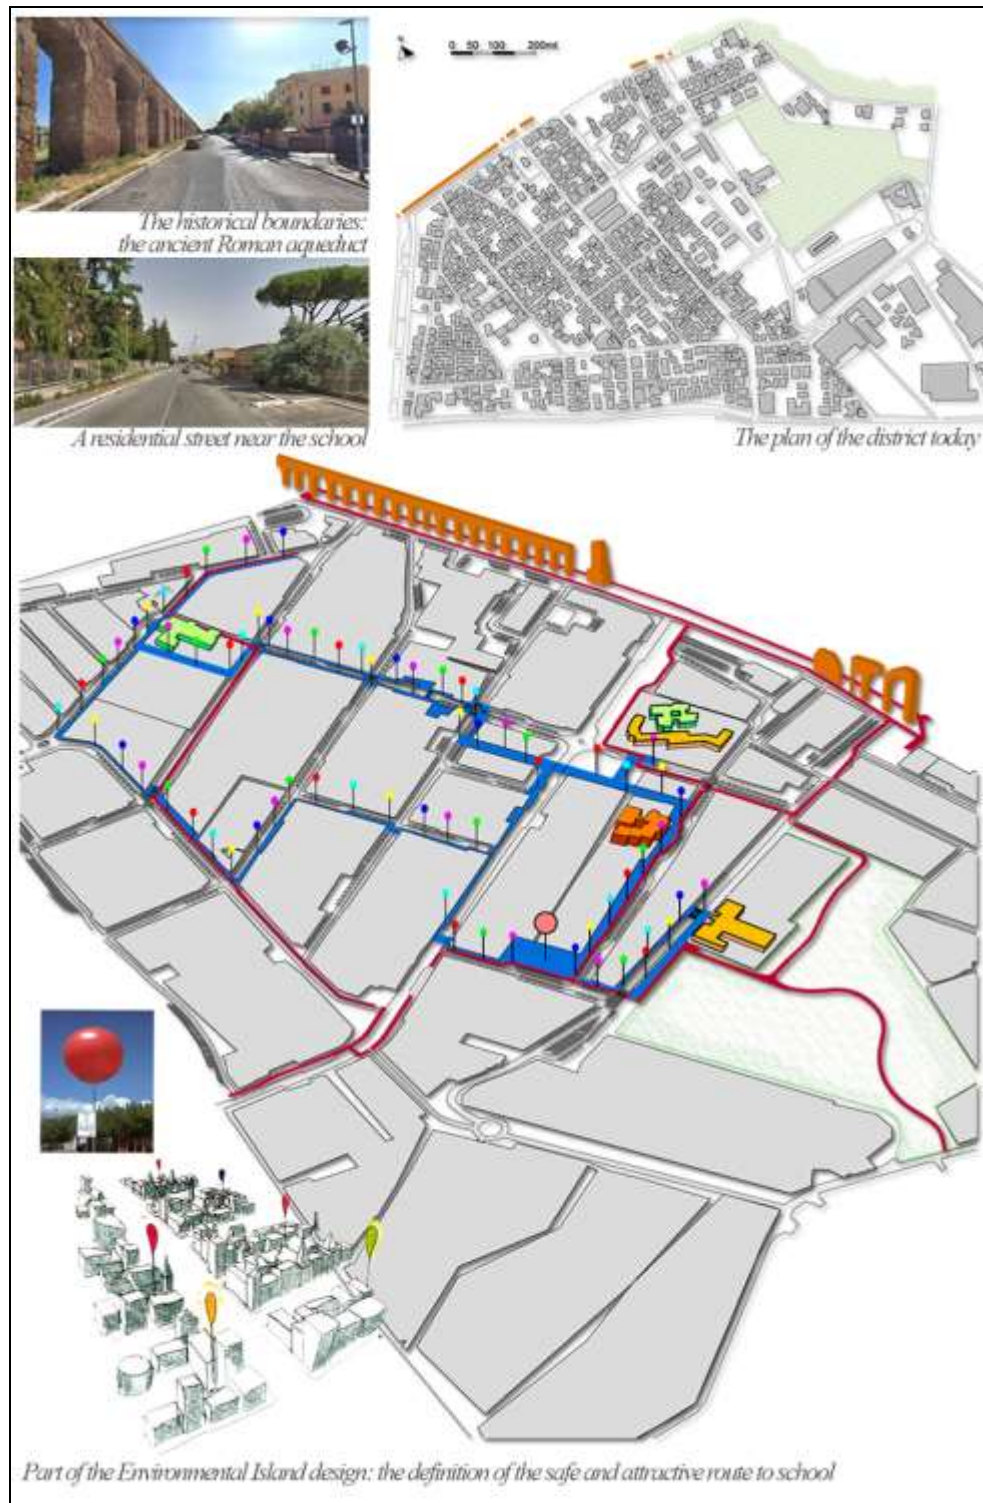 0 50 100 200mt
The historical boundaries:
the ancient Roman aqueduct
A residential street near the school
The plan of the district today
Part of the Environmental Island design: the definition of the safe and attractive route to school